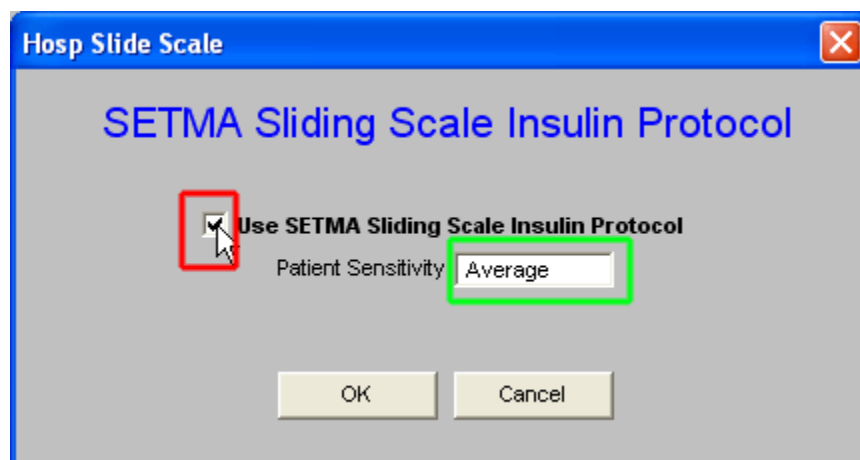 Hosp Slide Scale
SETMA Sliding Scale Insulin Protocol
Use SETMA Sliding Scale Insulin Protocol
Patient Sensitivity Average
OK Cancel